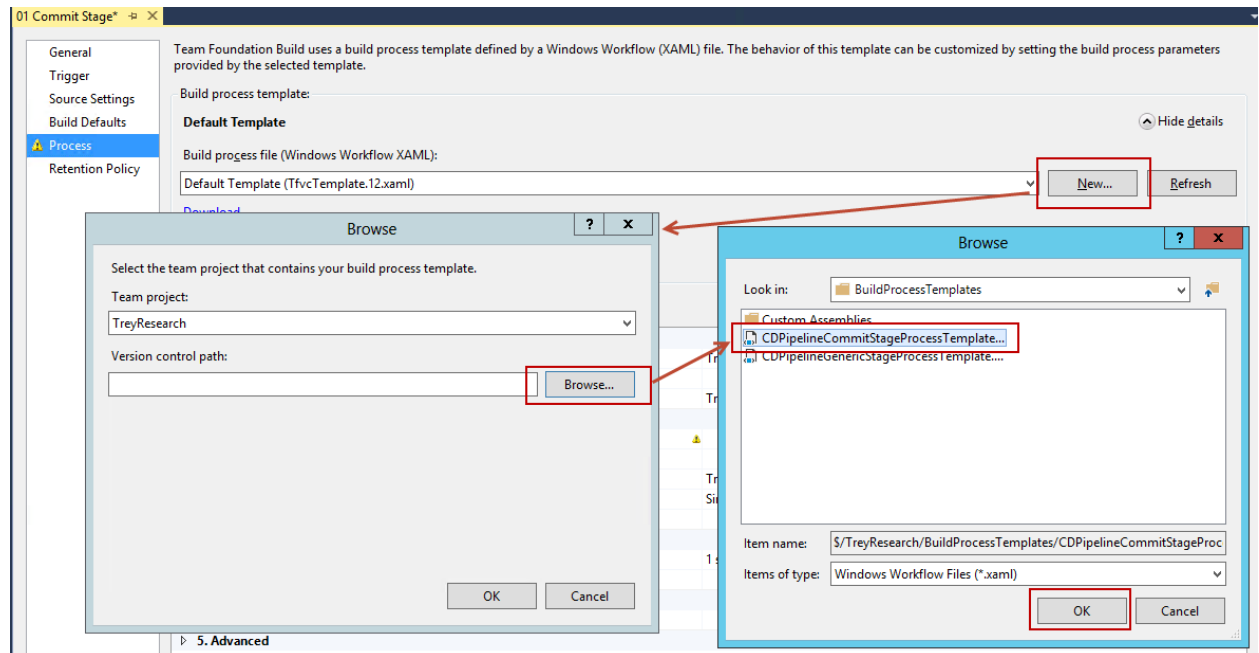 01 Commit Stage*
General
Trigger
Source Settings
Build Defaults
Process
Retention Policy
Team Foundation Build uses a build process template defined by a Windows Workflow (XAML) file. The behavior of this template can be customized by setting the build process parameters
provided by the selected template.
Build process template:
Default Template
Hide details
Build process file (Windows Workflow XAML):
Default Template (TfvcTemplate.12.xaml)
New...
Refresh
Download
Browse
? x
Select the team project that contains your build process template.
Team project:
TreyResearch
Version control path:
Browse...
OK
Cancel
Browse
? x
Look in:
BuildProcessTemplates
Custom Assemblies
CDPipelineCommitStageProcessTemplate...
CDPipelineGenericStageProcessTemplate....
Item name:
$/TreyResearch/BuildProcessTemplates/CDPipelineCommitStageProc
Items of type:
Windows Workflow Files (*.xaml)
OK
Cancel
5. Advanced